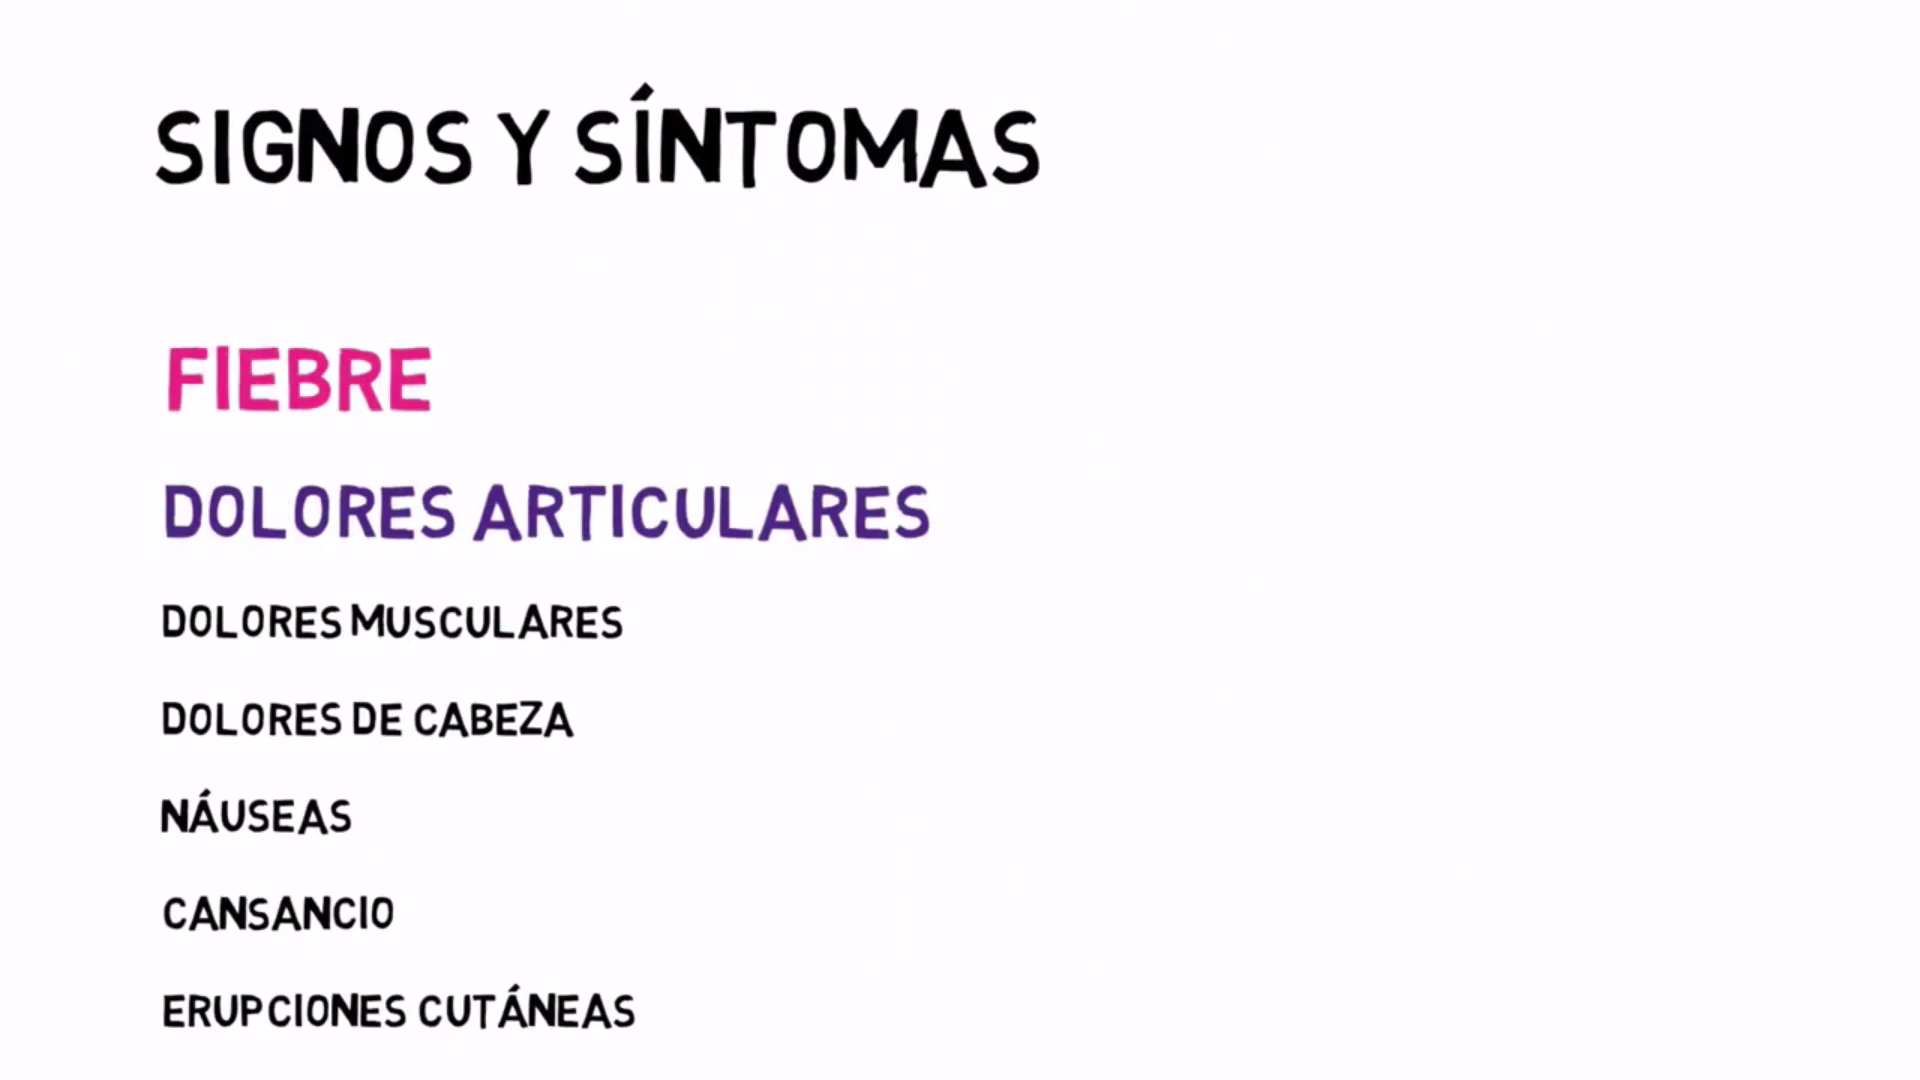 SIGNOS Y SÍNTOMAS
FIEBRE
DOLORES ARTICULARES
DOLORES MUSCULARES
DOLORES DE CABEZA
NÁUSEAS
CANSANCIO
ERUPCIONES CUTÁNEAS